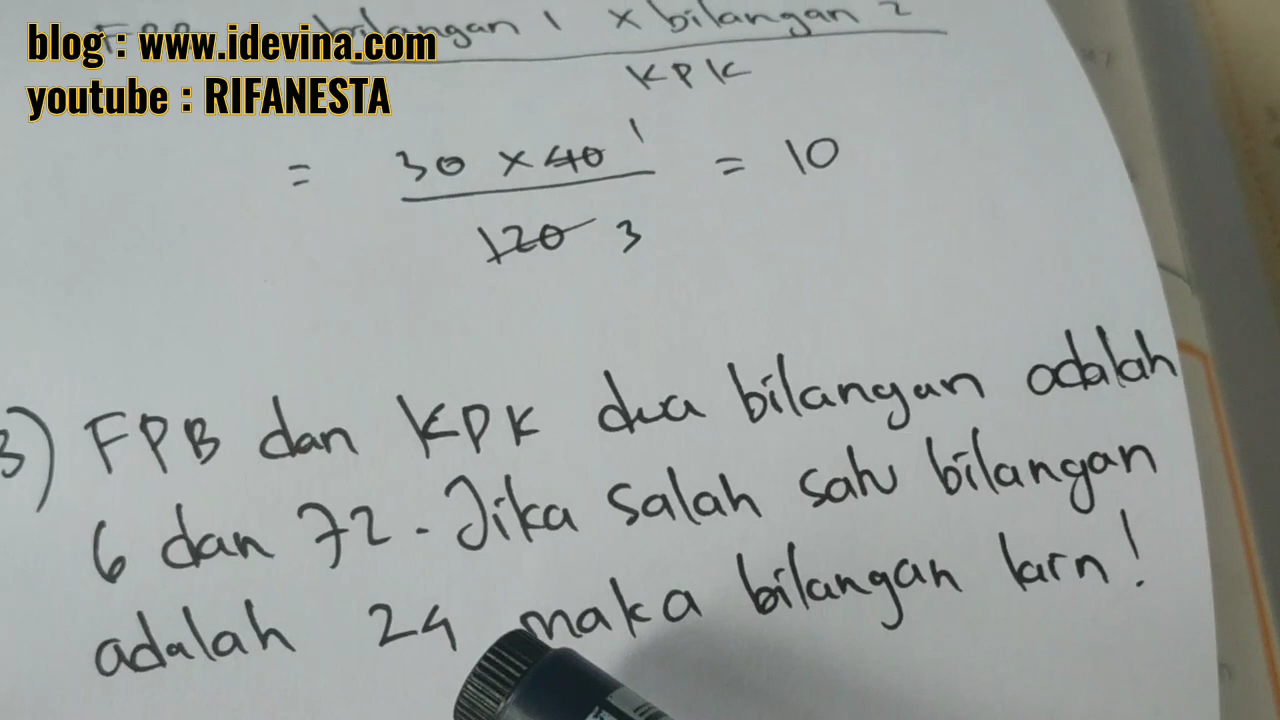 bilangan 1 x bilangan 2
KPK
blog : www.idevina.com
youtube : RIFANESTA
= 30 x 40 1 = 10
120 3
3) FPB dan KPK dua bilangan adalah
6 dan 72. Jika salah satu bilangan
adalah 24 maka bilangan larn!